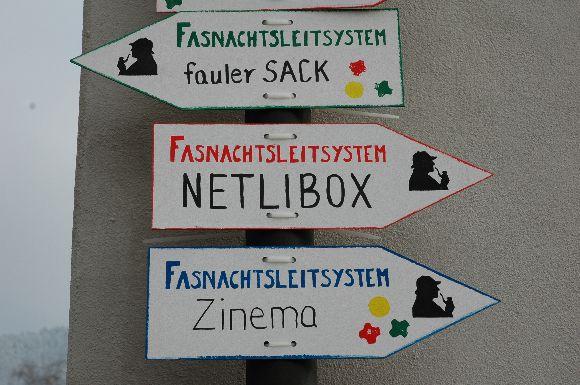 FASNACHTSLEITSYSTEM
fauler SACK
FASNACHTSLEITSYSTEM
NETLIBOX
FASNACHTSLEITSYSTEM
Zinema